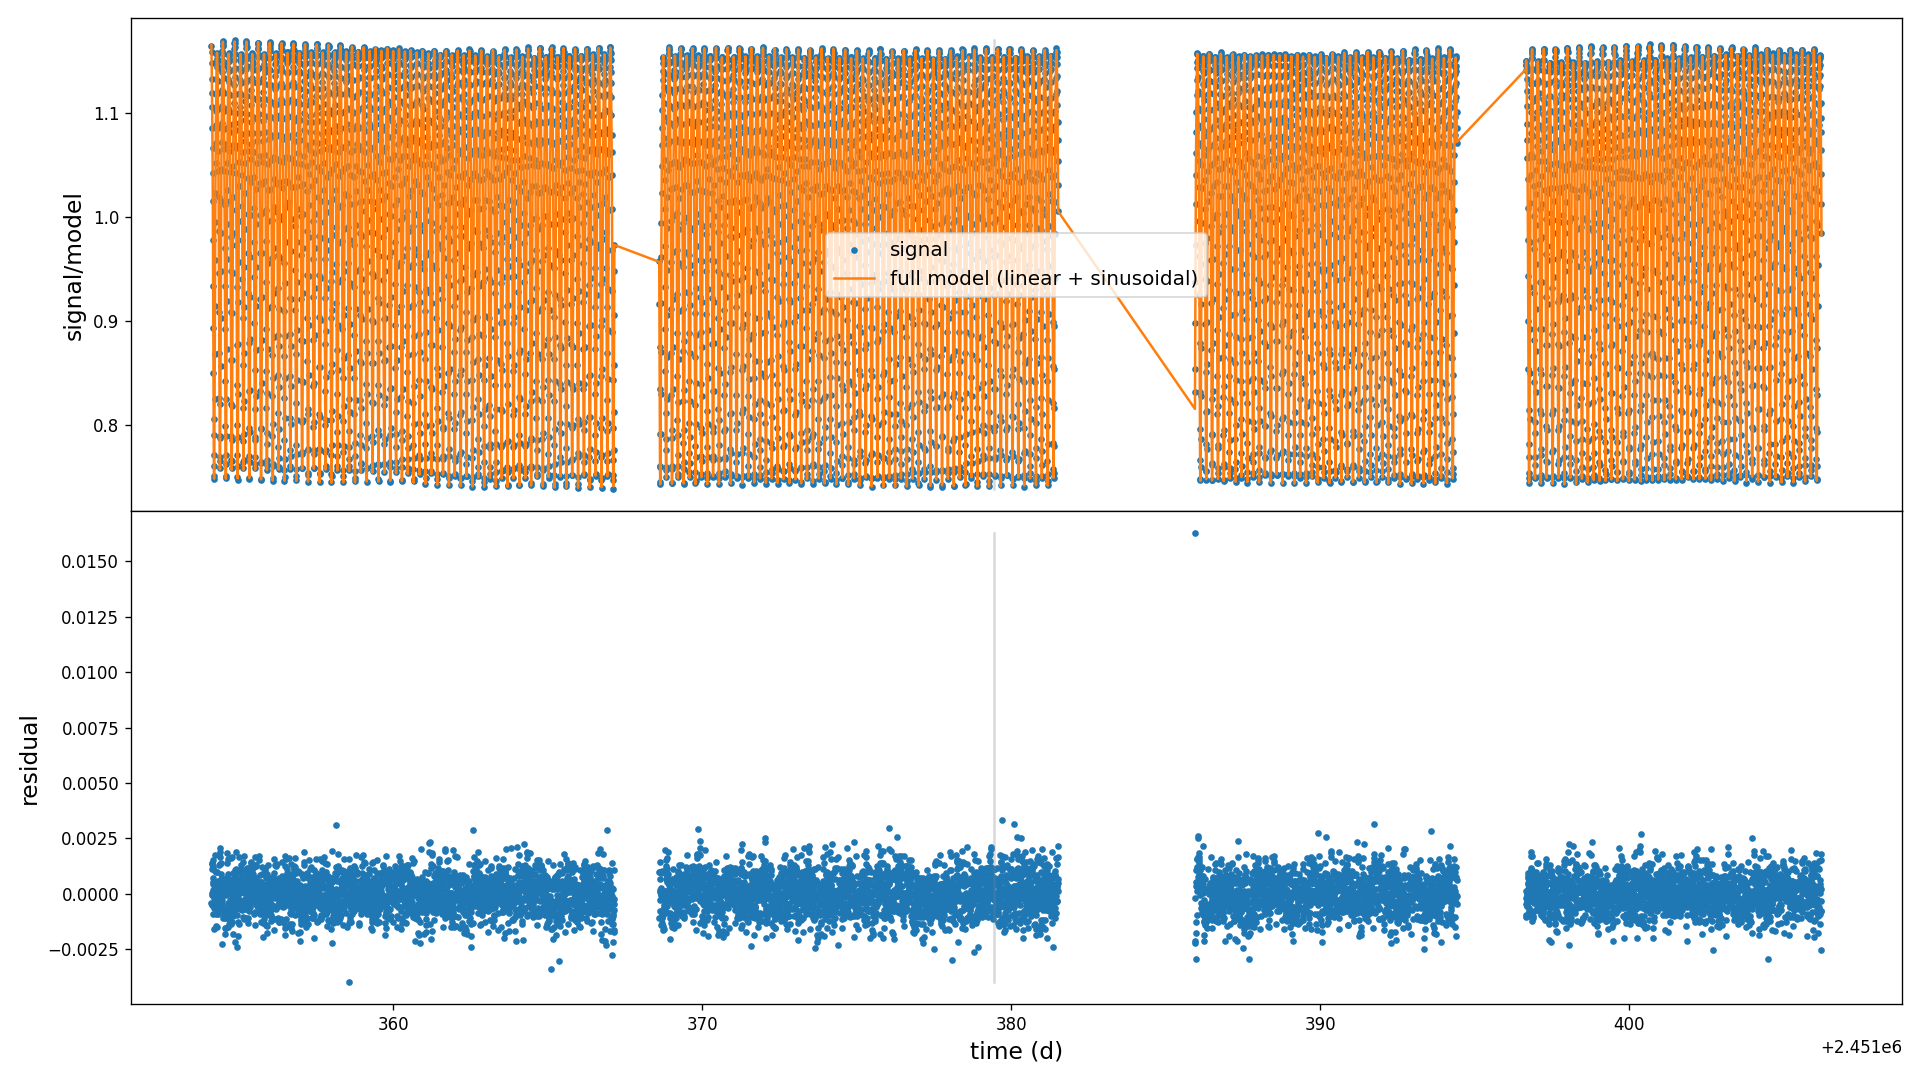 1.1
1.0
0.9
0.8
signal/model
signal
full model (linear + sinusoidal)
0.0150
0.0125
0.0100
0.0075
0.0050
0.0025
0.0000
−0.0025
residual
360
370
380
390
400
time (d)
+2.451e6